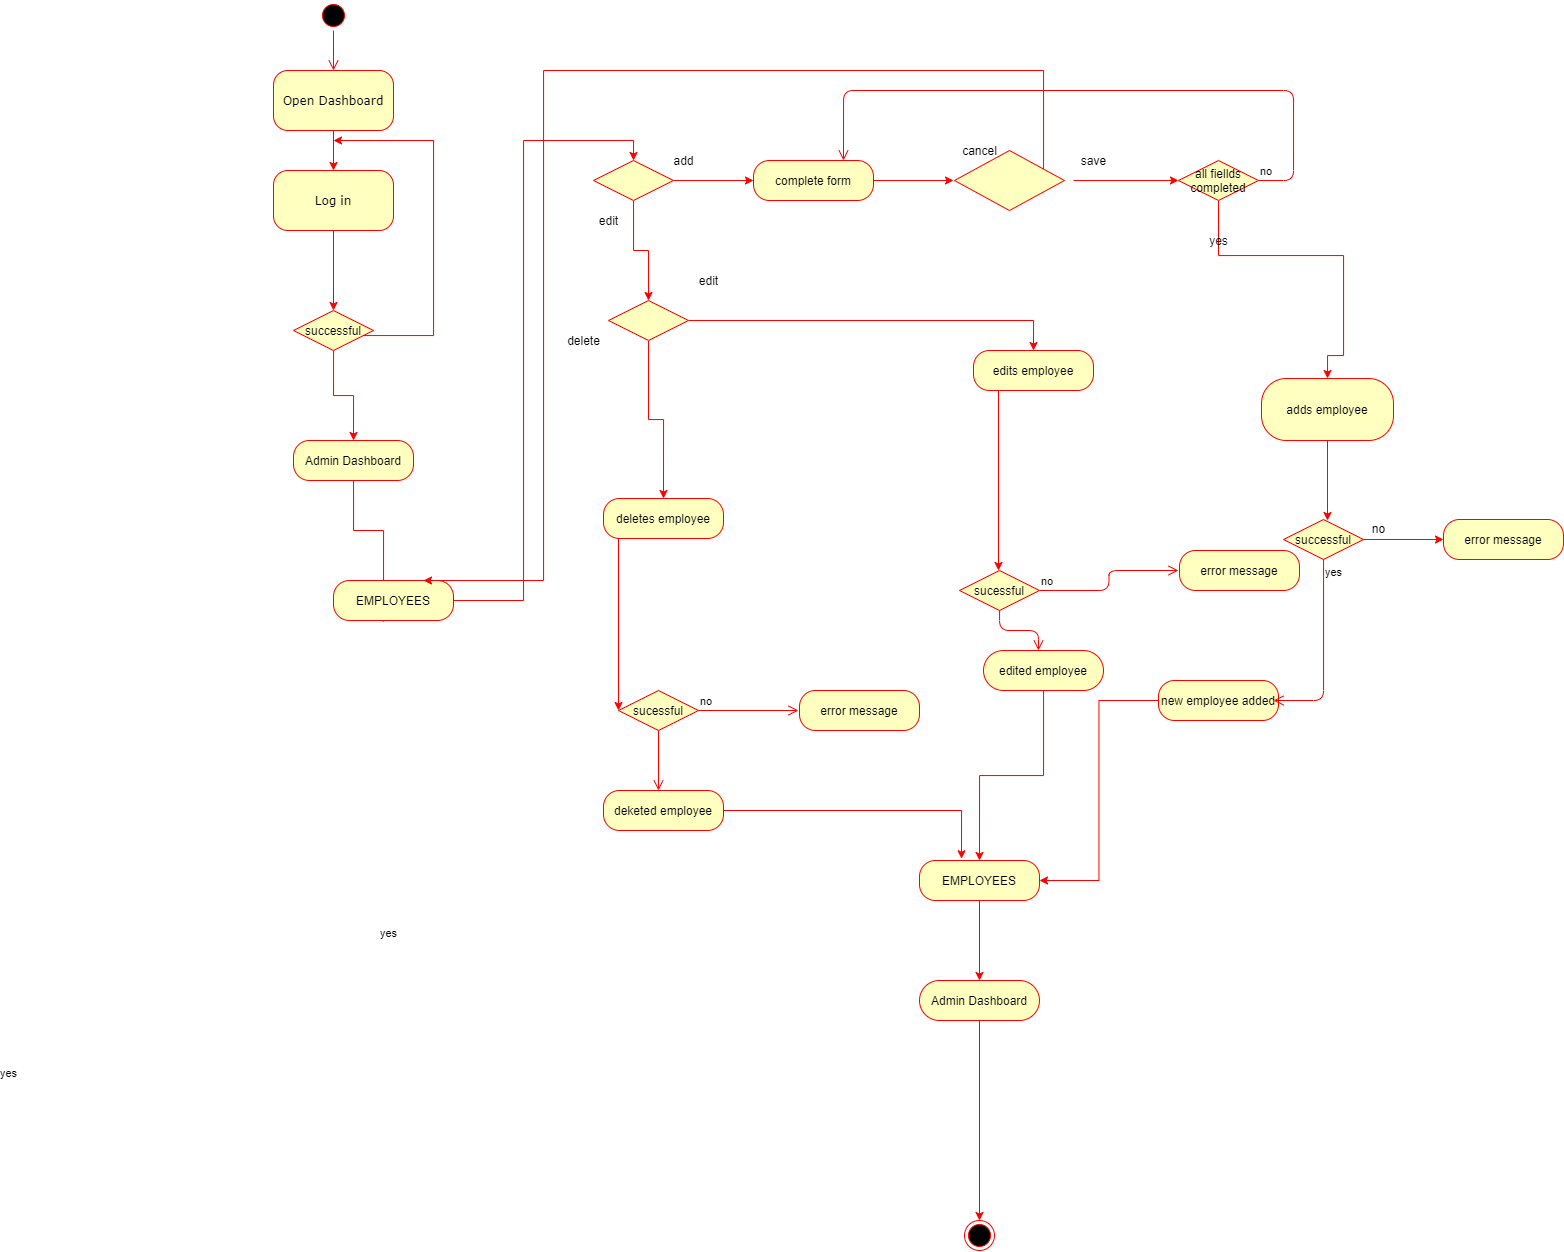 Open Dashboard
cancel
add
save
all fiellds
completed
no
complete form
Log in
edit
yes
edit
successful
delete
edits employee
adds employee
Admin Dashboard
deletes employee
no
successful
error message
error message
yes
no
sucessful
EMPLOYEES
edited employee
new employee added
no
sucessful
error message
deketed employee
EMPLOYEES
yes
Admin Dashboard
yes